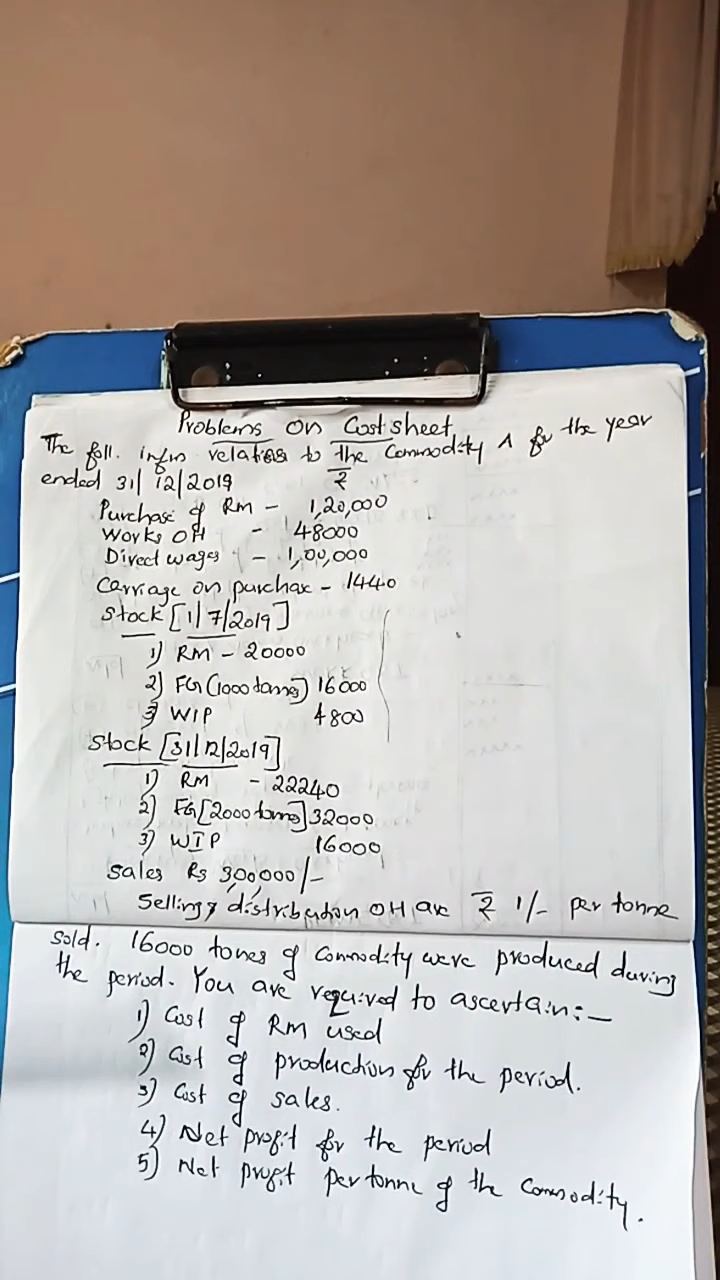 Problems on Cost sheet
The foll. infrn relates to the Commodity A for the year
ended 31/12/2019 ₹
Purchase of RM - 1,20,000
Works OH - 48000
Direct wages - 1,00,000
Carriage on purchase - 1440
Stock [1/7/2019]
1) RM - 20000
2) FG (1000 tonnes) 16000
3) WIP 4800
Stock [31/12/2019]
1) RM - 22240
2) FG [2000 tonnes] 32000
3) WIP 16000
Sales Rs 300,000/-
Selling & distribution OH are ₹ 1/- per tonne
sold. 16000 tones of commodity were produced during
the period. You are required to ascertain:-
1) Cost of RM used
2) Cost of production for the period.
3) Cost of sales.
4) Net profit for the period
5) Net profit per tonne of the commodity.